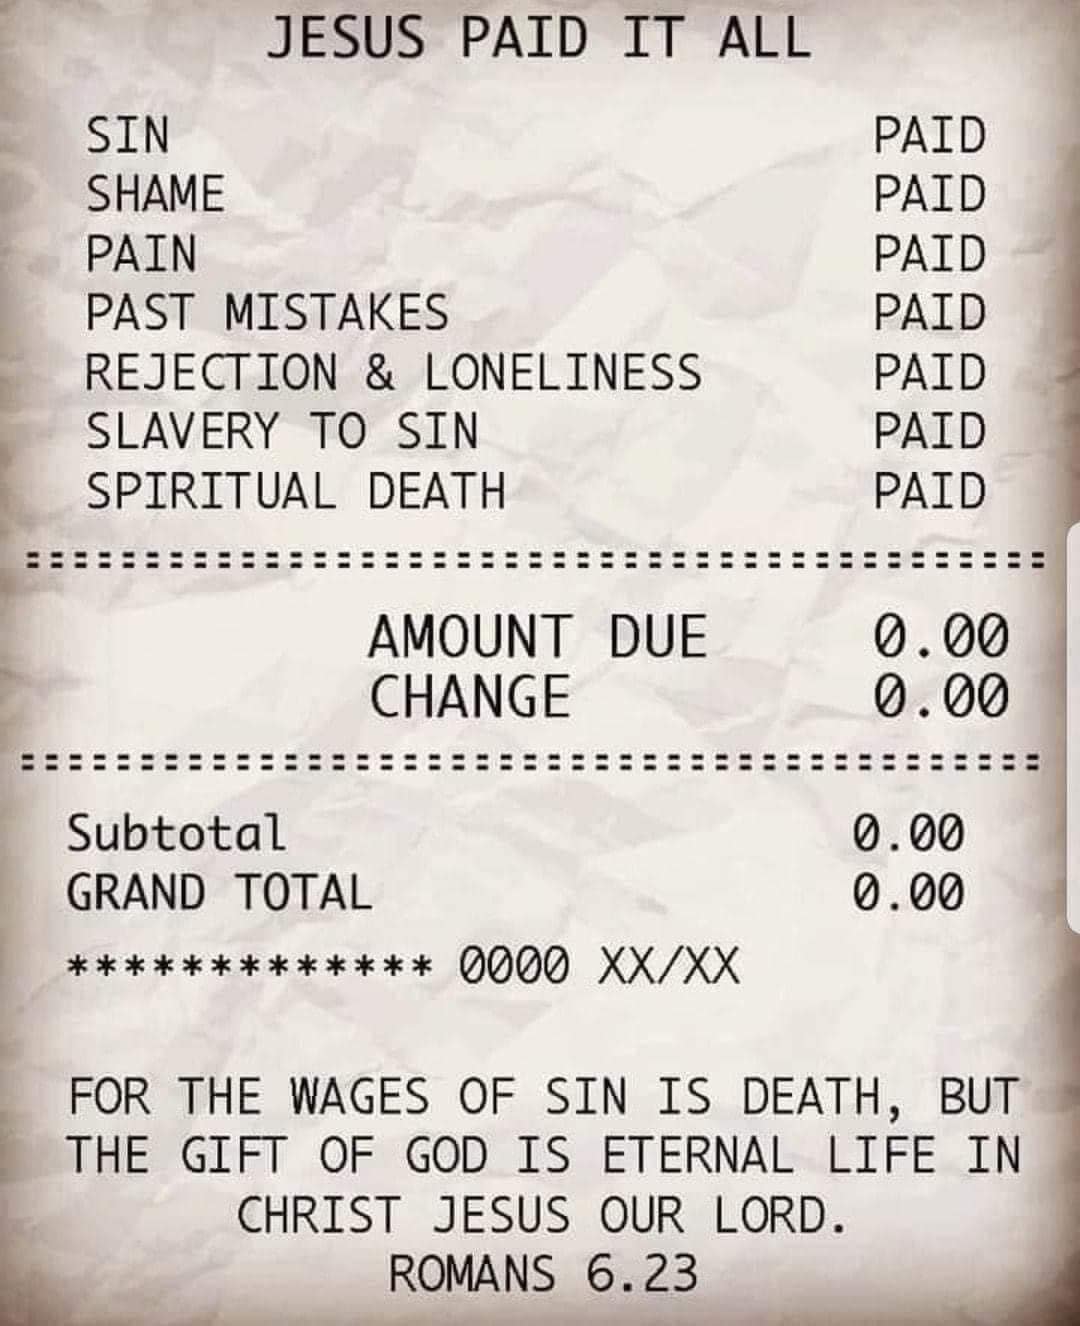 JESUS PAID IT ALL
SIN PAID
SHAME PAID
PAIN PAID
PAST MISTAKES PAID
REJECTION & LONELINESS PAID
SLAVERY TO SIN PAID
SPIRITUAL DEATH PAID
===========================================
AMOUNT DUE 0.00
CHANGE 0.00
===========================================
Subtotal 0.00
GRAND TOTAL 0.00
************* 0000 XX/XX
FOR THE WAGES OF SIN IS DEATH, BUT
THE GIFT OF GOD IS ETERNAL LIFE IN
CHRIST JESUS OUR LORD.
ROMANS 6.23